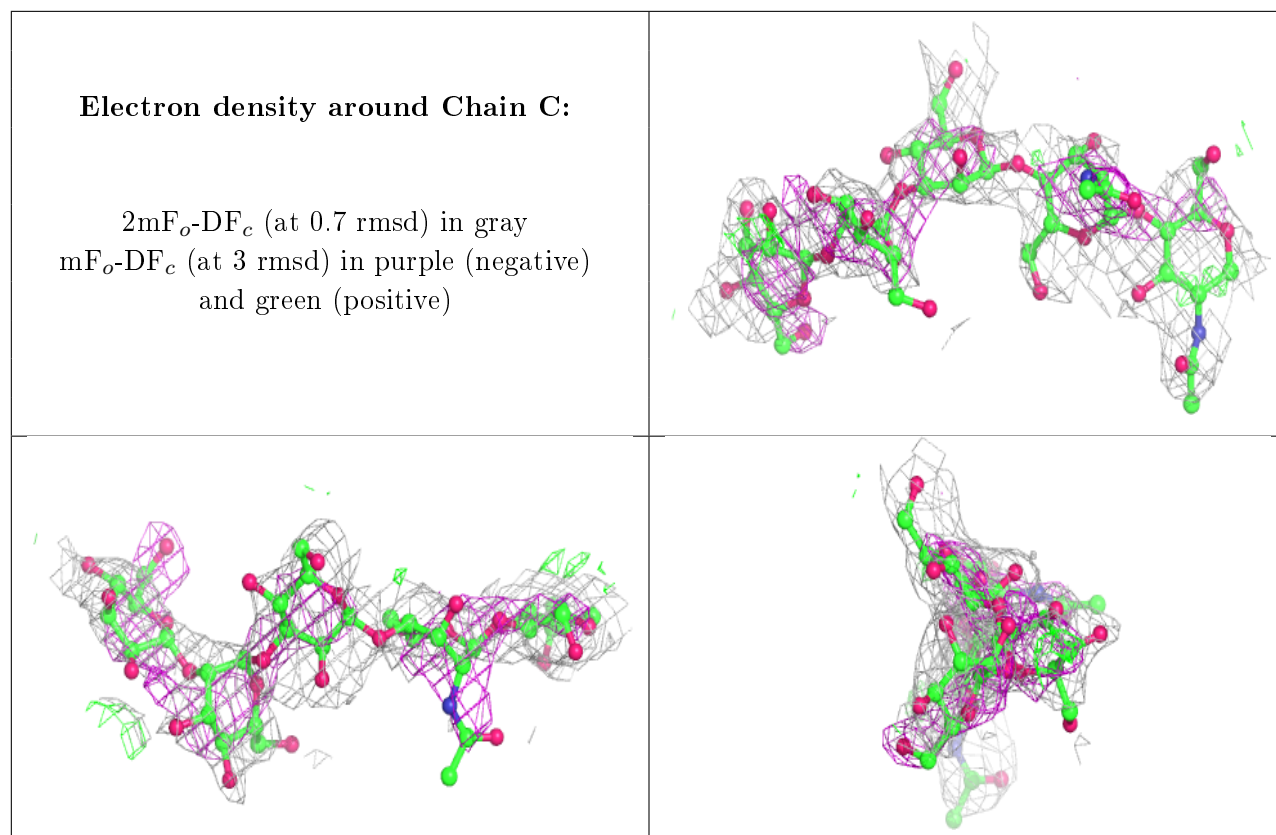 Electron density around Chain C:
2mFₒ-DF𝒸 (at 0.7 rmsd) in gray
mFₒ-DF𝒸 (at 3 rmsd) in purple (negative)
and green (positive)